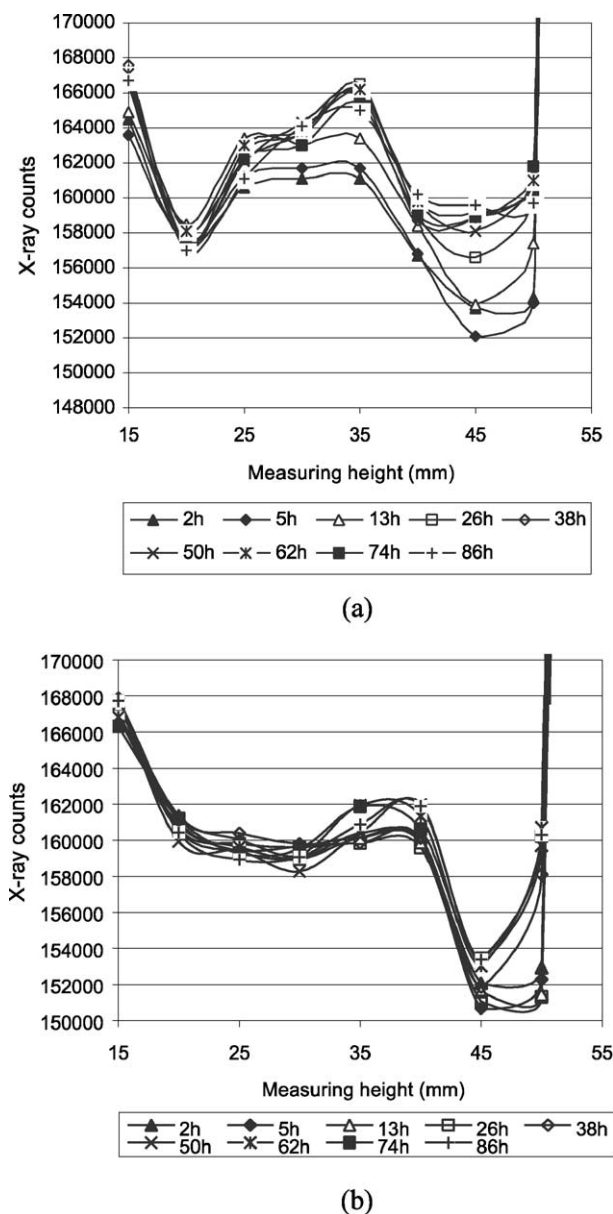 170000
168000
166000
164000
162000
160000
158000
156000
154000
152000
150000
148000
X-ray counts
15 25 35 45 55
Measuring height (mm)
2h 5h 13h 26h 38h
50h 62h 74h 86h
(a)
170000
168000
166000
164000
162000
160000
158000
156000
154000
152000
150000
X-ray counts
15 25 35 45 55
Measuring height (mm)
2h 5h 13h 26h 38h
50h 62h 74h 86h
(b)